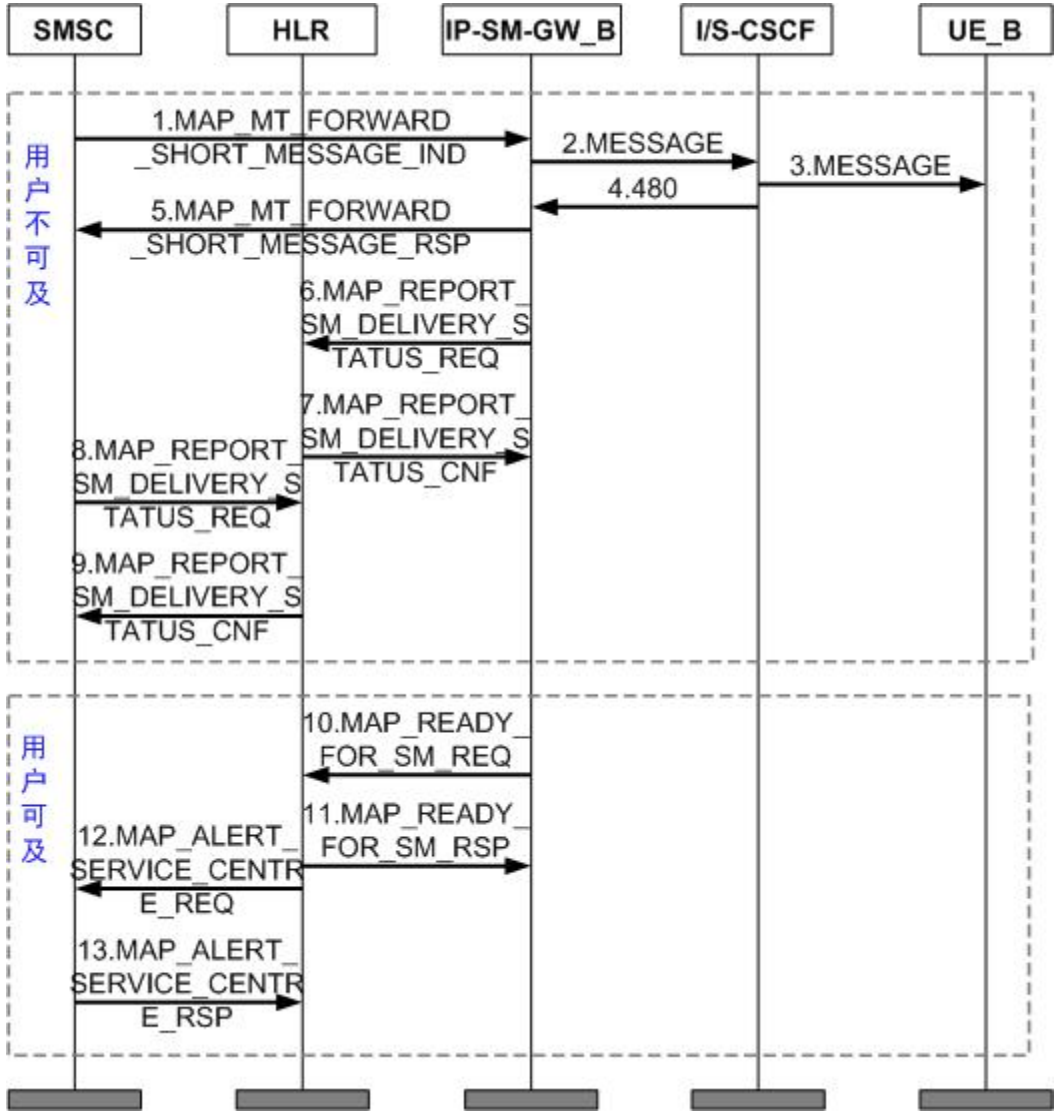 SMSC
HLR
IP-SM-GW_B
I/S-CSCF
UE_B
用户不可及
1.MAP_MT_FORWARD
_SHORT_MESSAGE_IND
2.MESSAGE
3.MESSAGE
4.480
5.MAP_MT_FORWARD
_SHORT_MESSAGE_RSP
6.MAP_REPORT_
SM_DELIVERY_S
TATUS_REQ
7.MAP_REPORT_
SM_DELIVERY_S
TATUS_CNF
8.MAP_REPORT_
SM_DELIVERY_S
TATUS_REQ
9.MAP_REPORT_
SM_DELIVERY_S
TATUS_CNF
用户可及
10.MAP_READY_
FOR_SM_REQ
11.MAP_READY_
FOR_SM_RSP
12.MAP_ALERT_
SERVICE_CENTR
E_REQ
13.MAP_ALERT_
SERVICE_CENTR
E_RSP